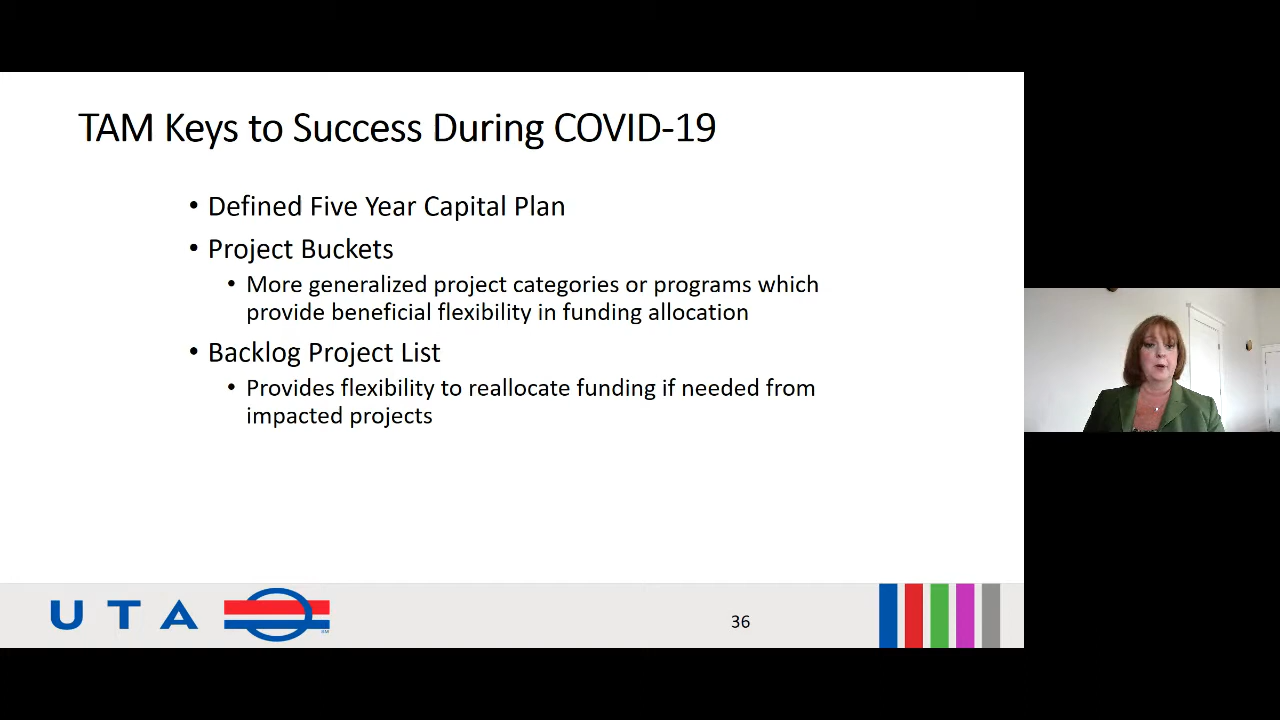 TAM Keys to Success During COVID-19
• Defined Five Year Capital Plan
• Project Buckets
• More generalized project categories or programs which
provide beneficial flexibility in funding allocation
• Backlog Project List
• Provides flexibility to reallocate funding if needed from
impacted projects
U T A
SM
36